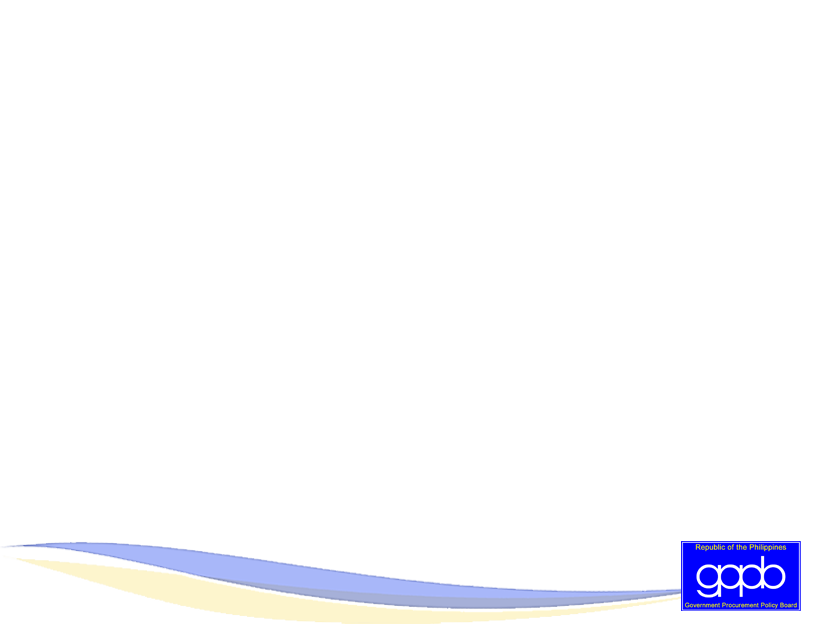 Republic of the Philippines
gppb
Government Procurement Policy Board